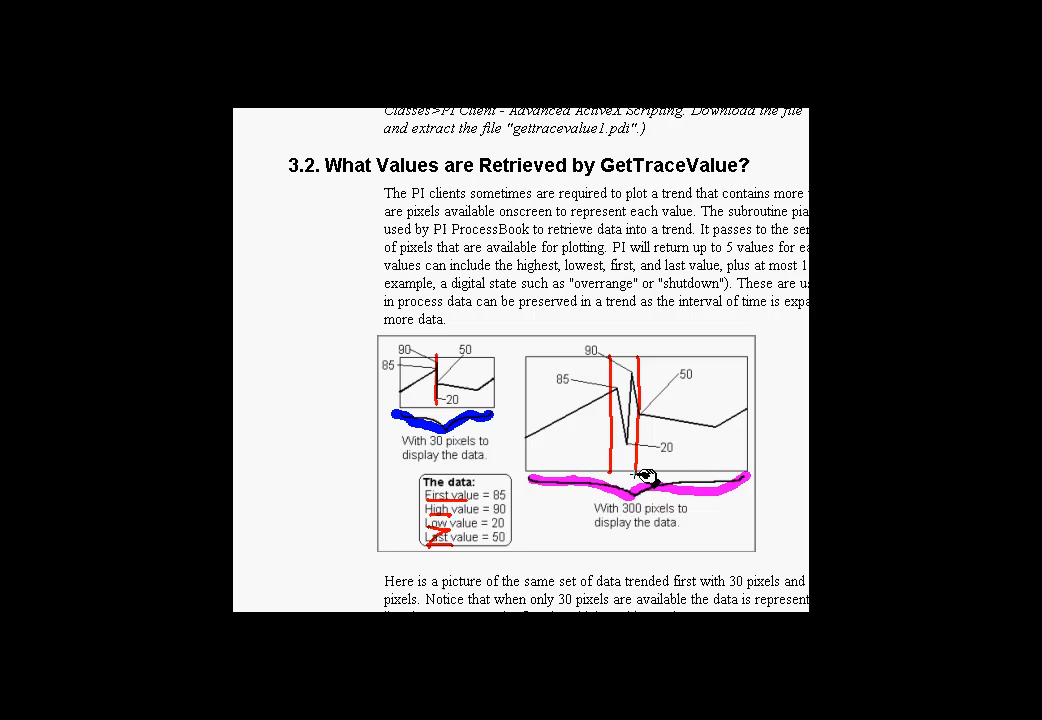 Classes>PI Client - Advanced ActiveX Scripting. Download the file
and extract the file "gettracevalue1.pdi".)
3.2. What Values are Retrieved by GetTraceValue?
The PI clients sometimes are required to plot a trend that contains more
are pixels available onscreen to represent each value. The subroutine pia
used by PI ProcessBook to retrieve data into a trend. It passes to the ser
of pixels that are available for plotting. PI will return up to 5 values for ea
values can include the highest, lowest, first, and last value, plus at most 1
example, a digital state such as "overrange" or "shutdown"). These are us
in process data can be preserved in a trend as the interval of time is expa
more data.
90 50
85
20
With 30 pixels to
display the data.
The data:
First value = 85
High value = 90
Low value = 20
Last value = 50
90
85 50
20
With 300 pixels to
display the data.
Here is a picture of the same set of data trended first with 30 pixels and
pixels. Notice that when only 30 pixels are available the data is represent